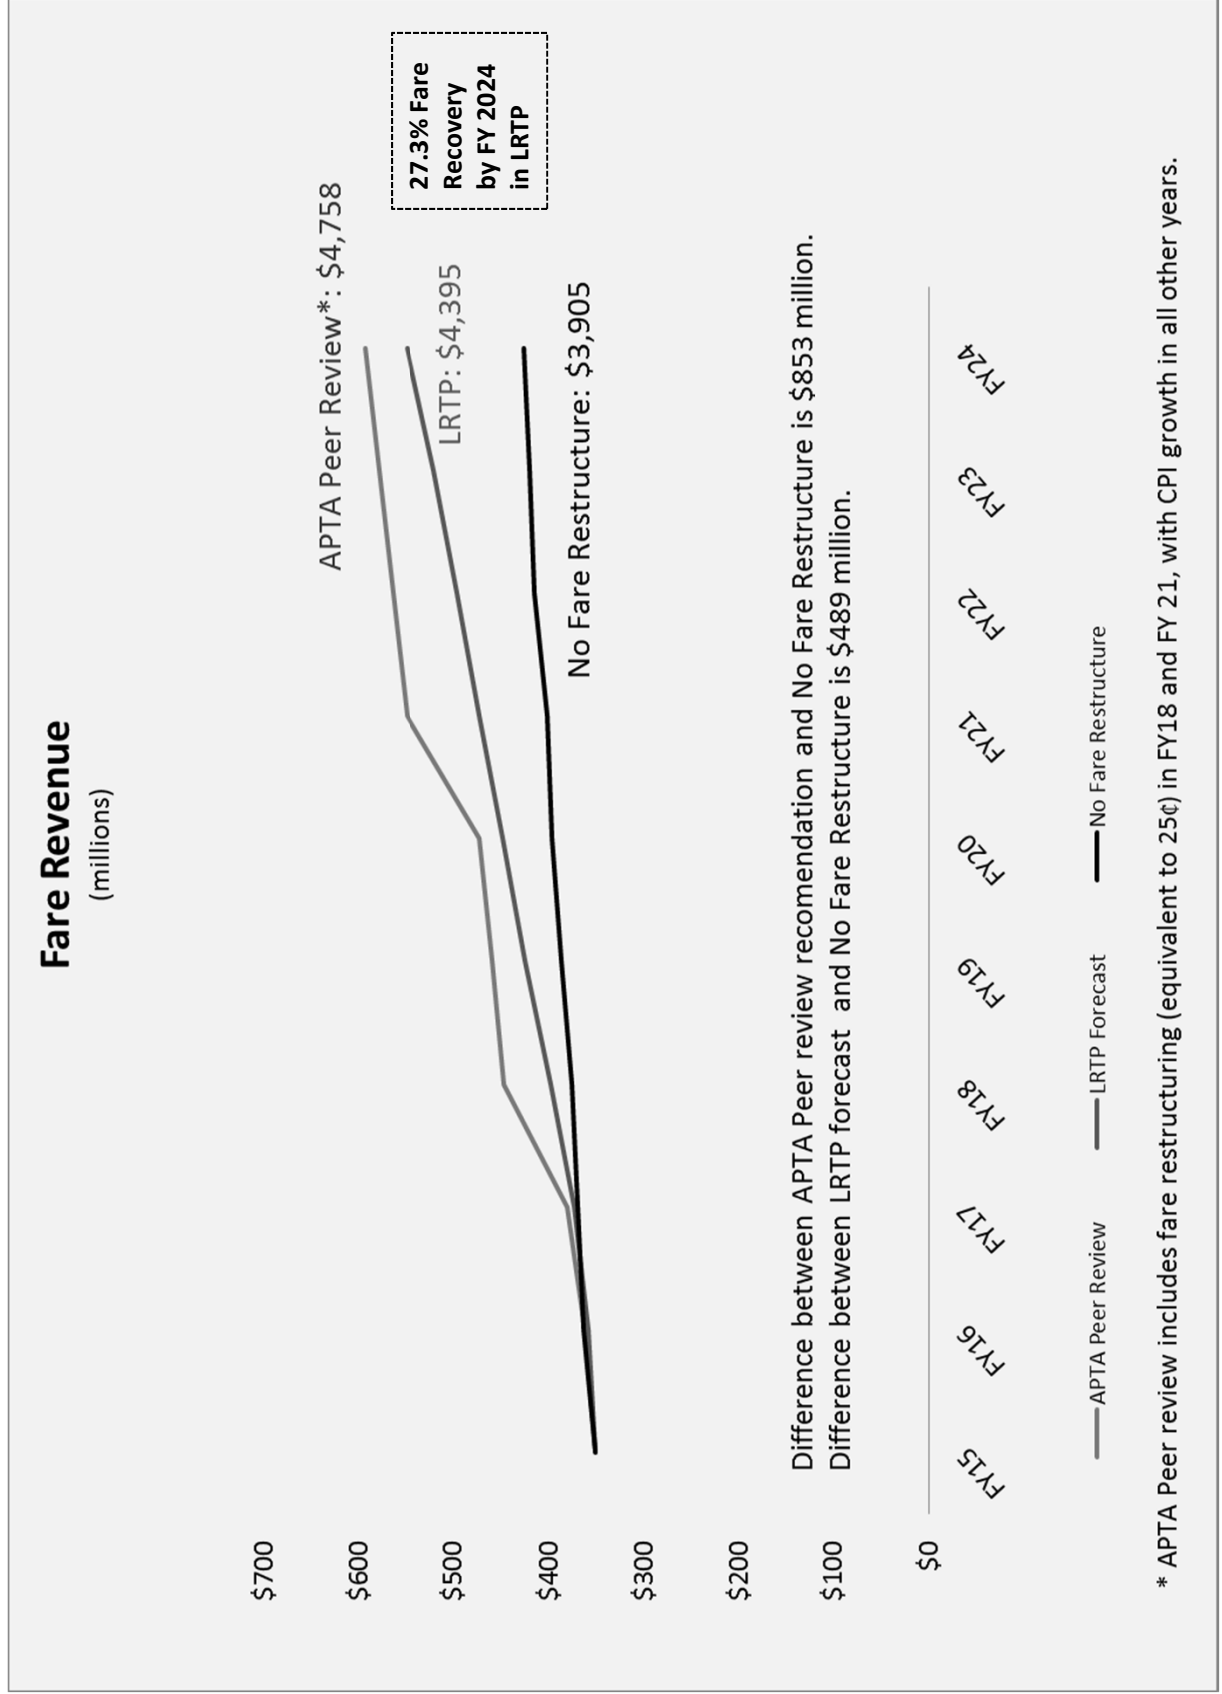 Fare Revenue
(millions)
$700
$600
$500
$400
$300
$200
$100
$0
APTA Peer Review*: $4,758
LRTP: $4,395
No Fare Restructure: $3,905
27.3% Fare
Recovery
by FY 2024
in LRTP
Difference between APTA Peer review recomendation and No Fare Restructure is $853 million.
Difference between LRTP forecast and No Fare Restructure is $489 million.
FY15 FY16 FY17 FY18 FY19 FY20 FY21 FY22 FY23 FY24
APTA Peer Review LRTP Forecast No Fare Restructure
* APTA Peer review includes fare restructuring (equivalent to 25¢) in FY18 and FY 21, with CPI growth in all other years.